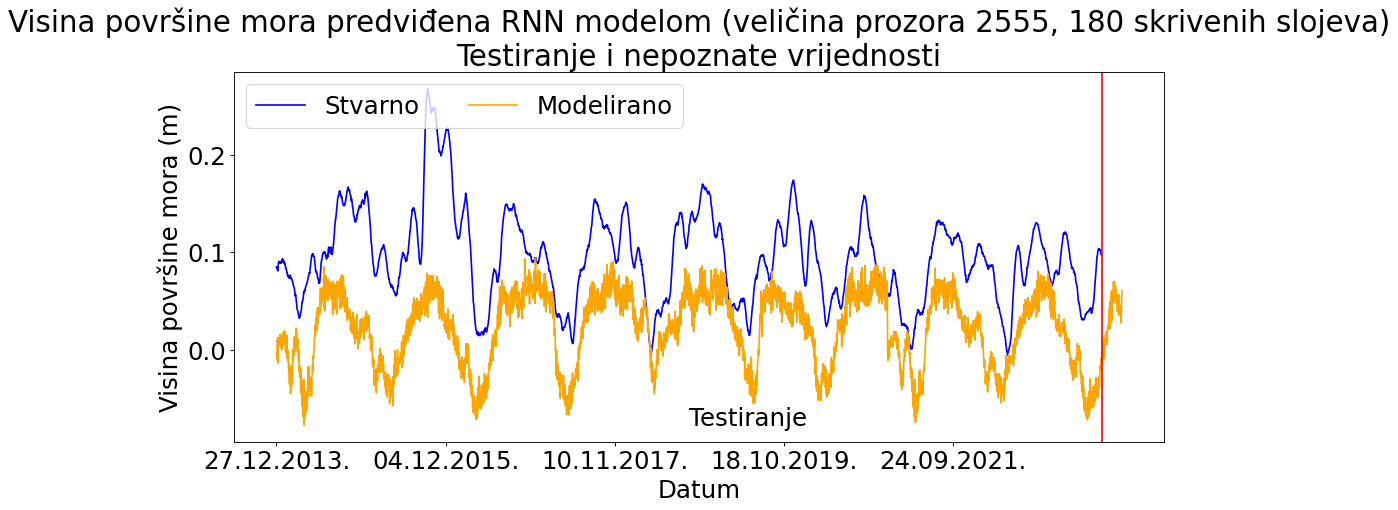 Visina površine mora predviđena RNN modelom (veličina prozora 2555, 180 skrivenih slojeva)
Testiranje i nepoznate vrijednosti
Stvarno Modelirano
Visina površine mora (m)
0.2
0.1
0.0
Testiranje
27.12.2013. 04.12.2015. 10.11.2017. 18.10.2019. 24.09.2021.
Datum